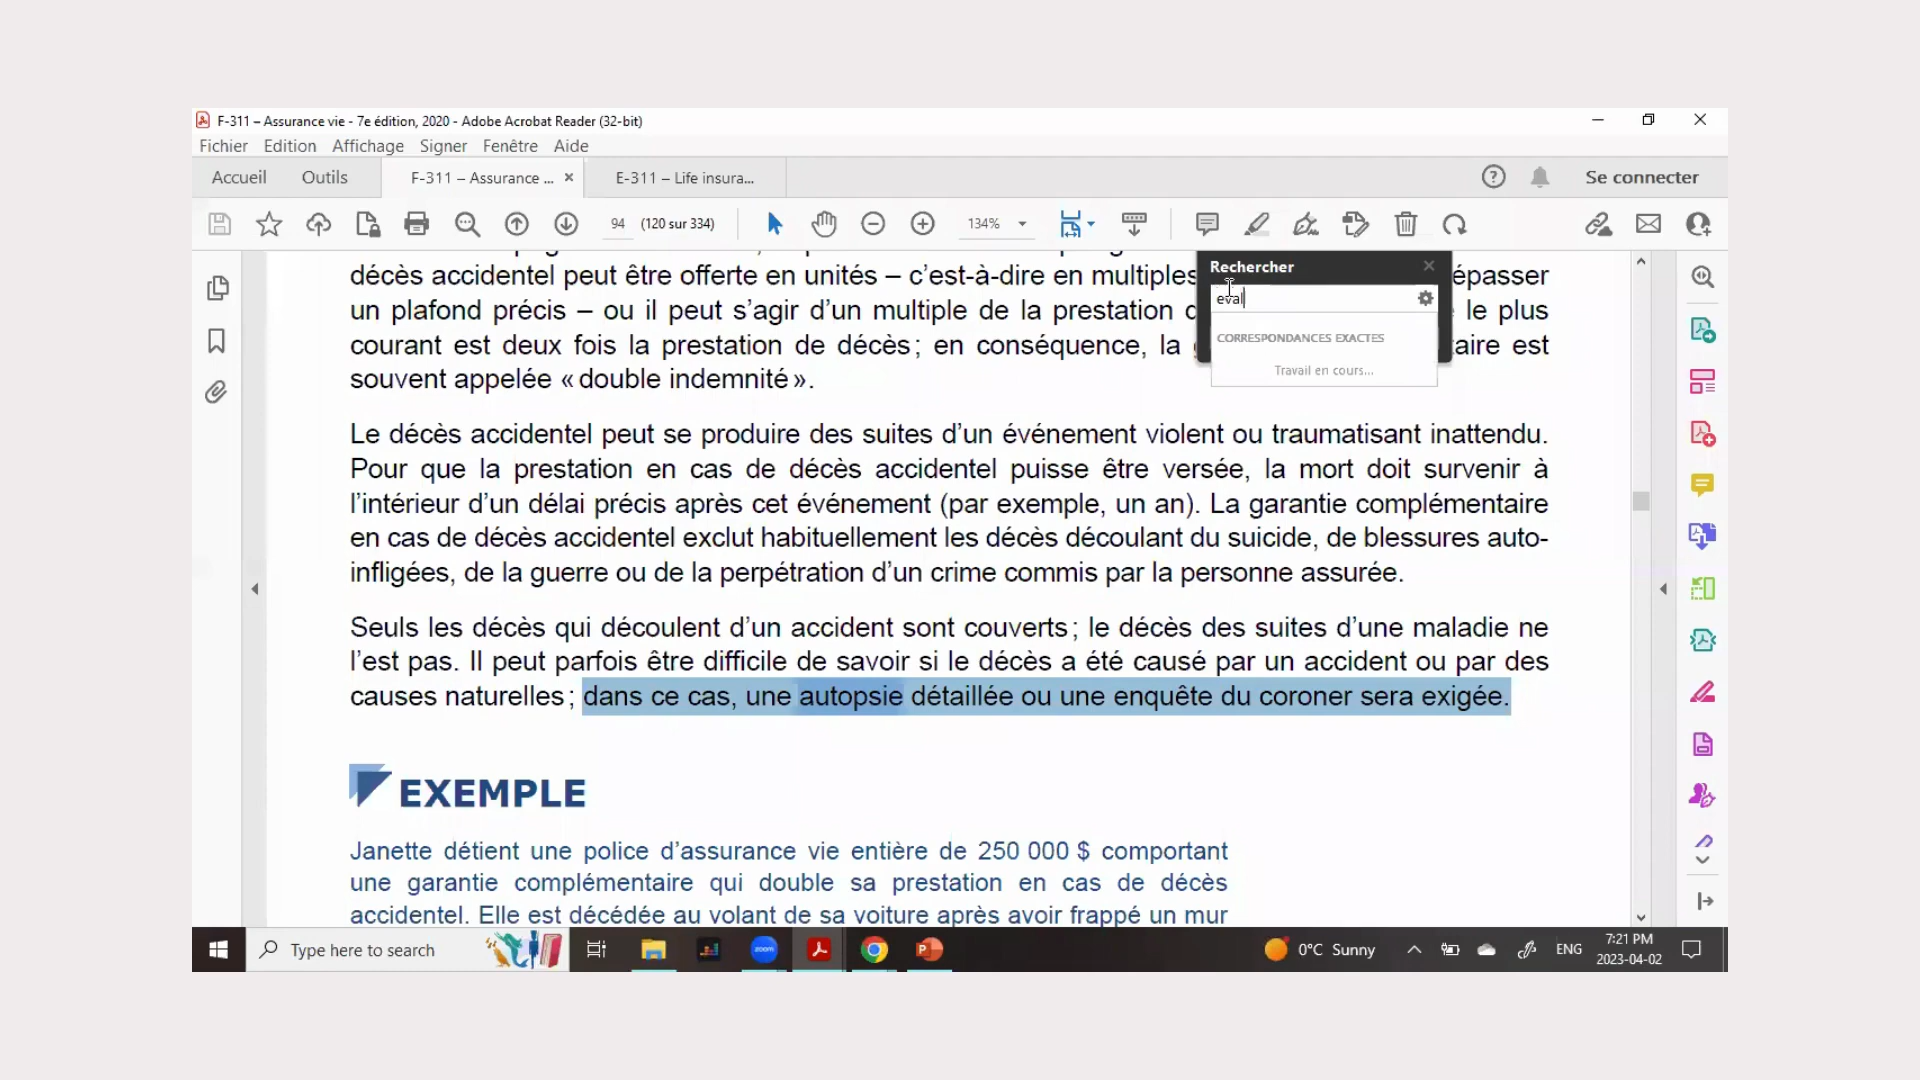 F-311 – Assurance vie - 7e édition, 2020 - Adobe Acrobat Reader (32-bit)
Fichier Edition Affichage Signer Fenêtre Aide
Accueil Outils F-311 – Assurance ... × E-311 – Life insura... Se connecter
94 (120 sur 334) 134%
Rechercher
eval
CORRESPONDANCES EXACTES
Travail en cours...
décès accidentel peut être offerte en unités – c’est-à-dire en multiples épasser
un plafond précis – ou il peut s’agir d’un multiple de la prestation d le plus
courant est deux fois la prestation de décès ; en conséquence, la taire est
souvent appelée « double indemnité ».
Le décès accidentel peut se produire des suites d’un événement violent ou traumatisant inattendu.
Pour que la prestation en cas de décès accidentel puisse être versée, la mort doit survenir à
l’intérieur d’un délai précis après cet événement (par exemple, un an). La garantie complémentaire
en cas de décès accidentel exclut habituellement les décès découlant du suicide, de blessures auto-
infligées, de la guerre ou de la perpétration d’un crime commis par la personne assurée.
Seuls les décès qui découlent d’un accident sont couverts ; le décès des suites d’une maladie ne
l’est pas. Il peut parfois être difficile de savoir si le décès a été causé par un accident ou par des
causes naturelles ; dans ce cas, une autopsie détaillée ou une enquête du coroner sera exigée.
EXEMPLE
Janette détient une police d’assurance vie entière de 250 000 $ comportant
une garantie complémentaire qui double sa prestation en cas de décès
accidentel. Elle est décédée au volant de sa voiture après avoir frappé un mur
Type here to search zoom 0°C Sunny ENG 7:21 PM
2023-04-02